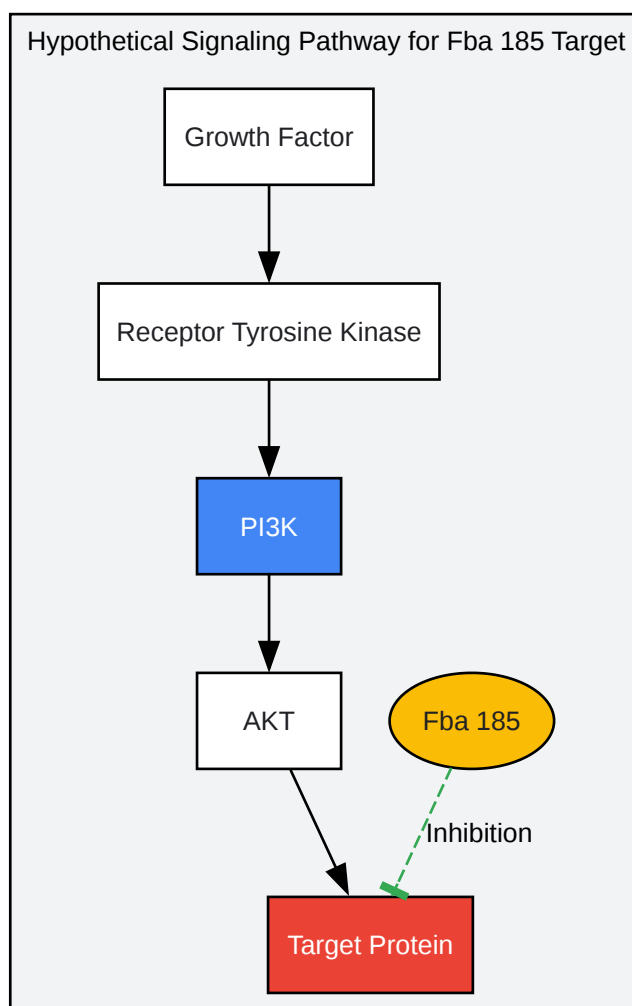 Hypothetical Signaling Pathway for Fba 185 Target
Growth Factor
Receptor Tyrosine Kinase
PI3K
AKT
Fba 185
Inhibition
Target Protein